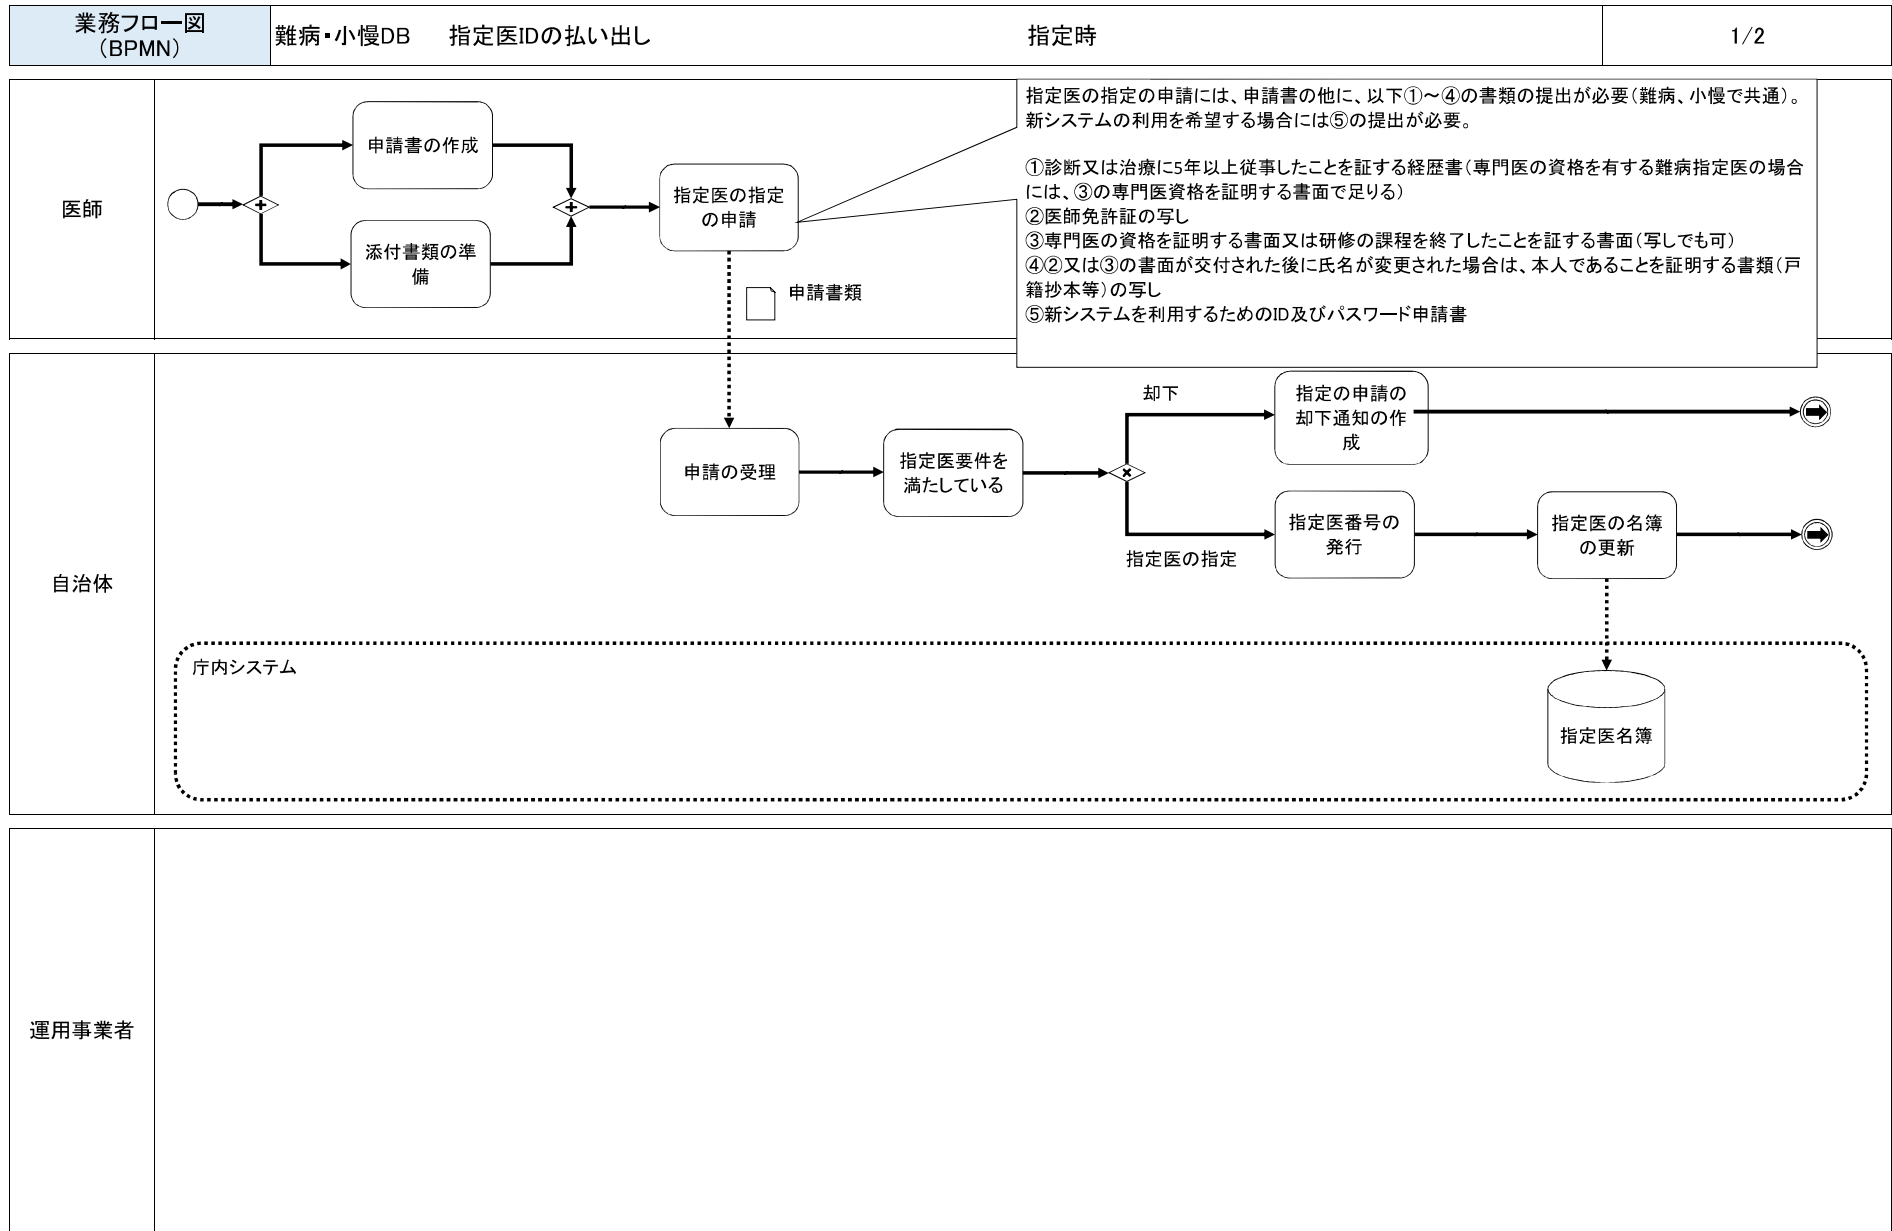 業務フロー図
（BPMN）
難病・小慢DB　　指定医IDの払い出し
指定時
1/2
医師
申請書の作成
添付書類の準
備
指定医の指定
の申請
申請書類
指定医の指定の申請には、申請書の他に、以下①～④の書類の提出が必要（難病、小慢で共通）。
新システムの利用を希望する場合には⑤の提出が必要。
①診断又は治療に5年以上従事したことを証する経歴書（専門医の資格を有する難病指定医の場合
には、③の専門医資格を証明する書面で足りる）
②医師免許証の写し
③専門医の資格を証明する書面又は研修の課程を終了したことを証する書面（写しでも可）
④②又は③の書面が交付された後に氏名が変更された場合は、本人であることを証明する書類（戸
籍抄本等）の写し
⑤新システムを利用するためのID及びパスワード申請書
自治体
申請の受理
指定医要件を
満たしている
却下
指定の申請の
却下通知の作
成
指定医の指定
指定医番号の
発行
指定医の名簿
の更新
庁内システム
指定医名簿
運用事業者